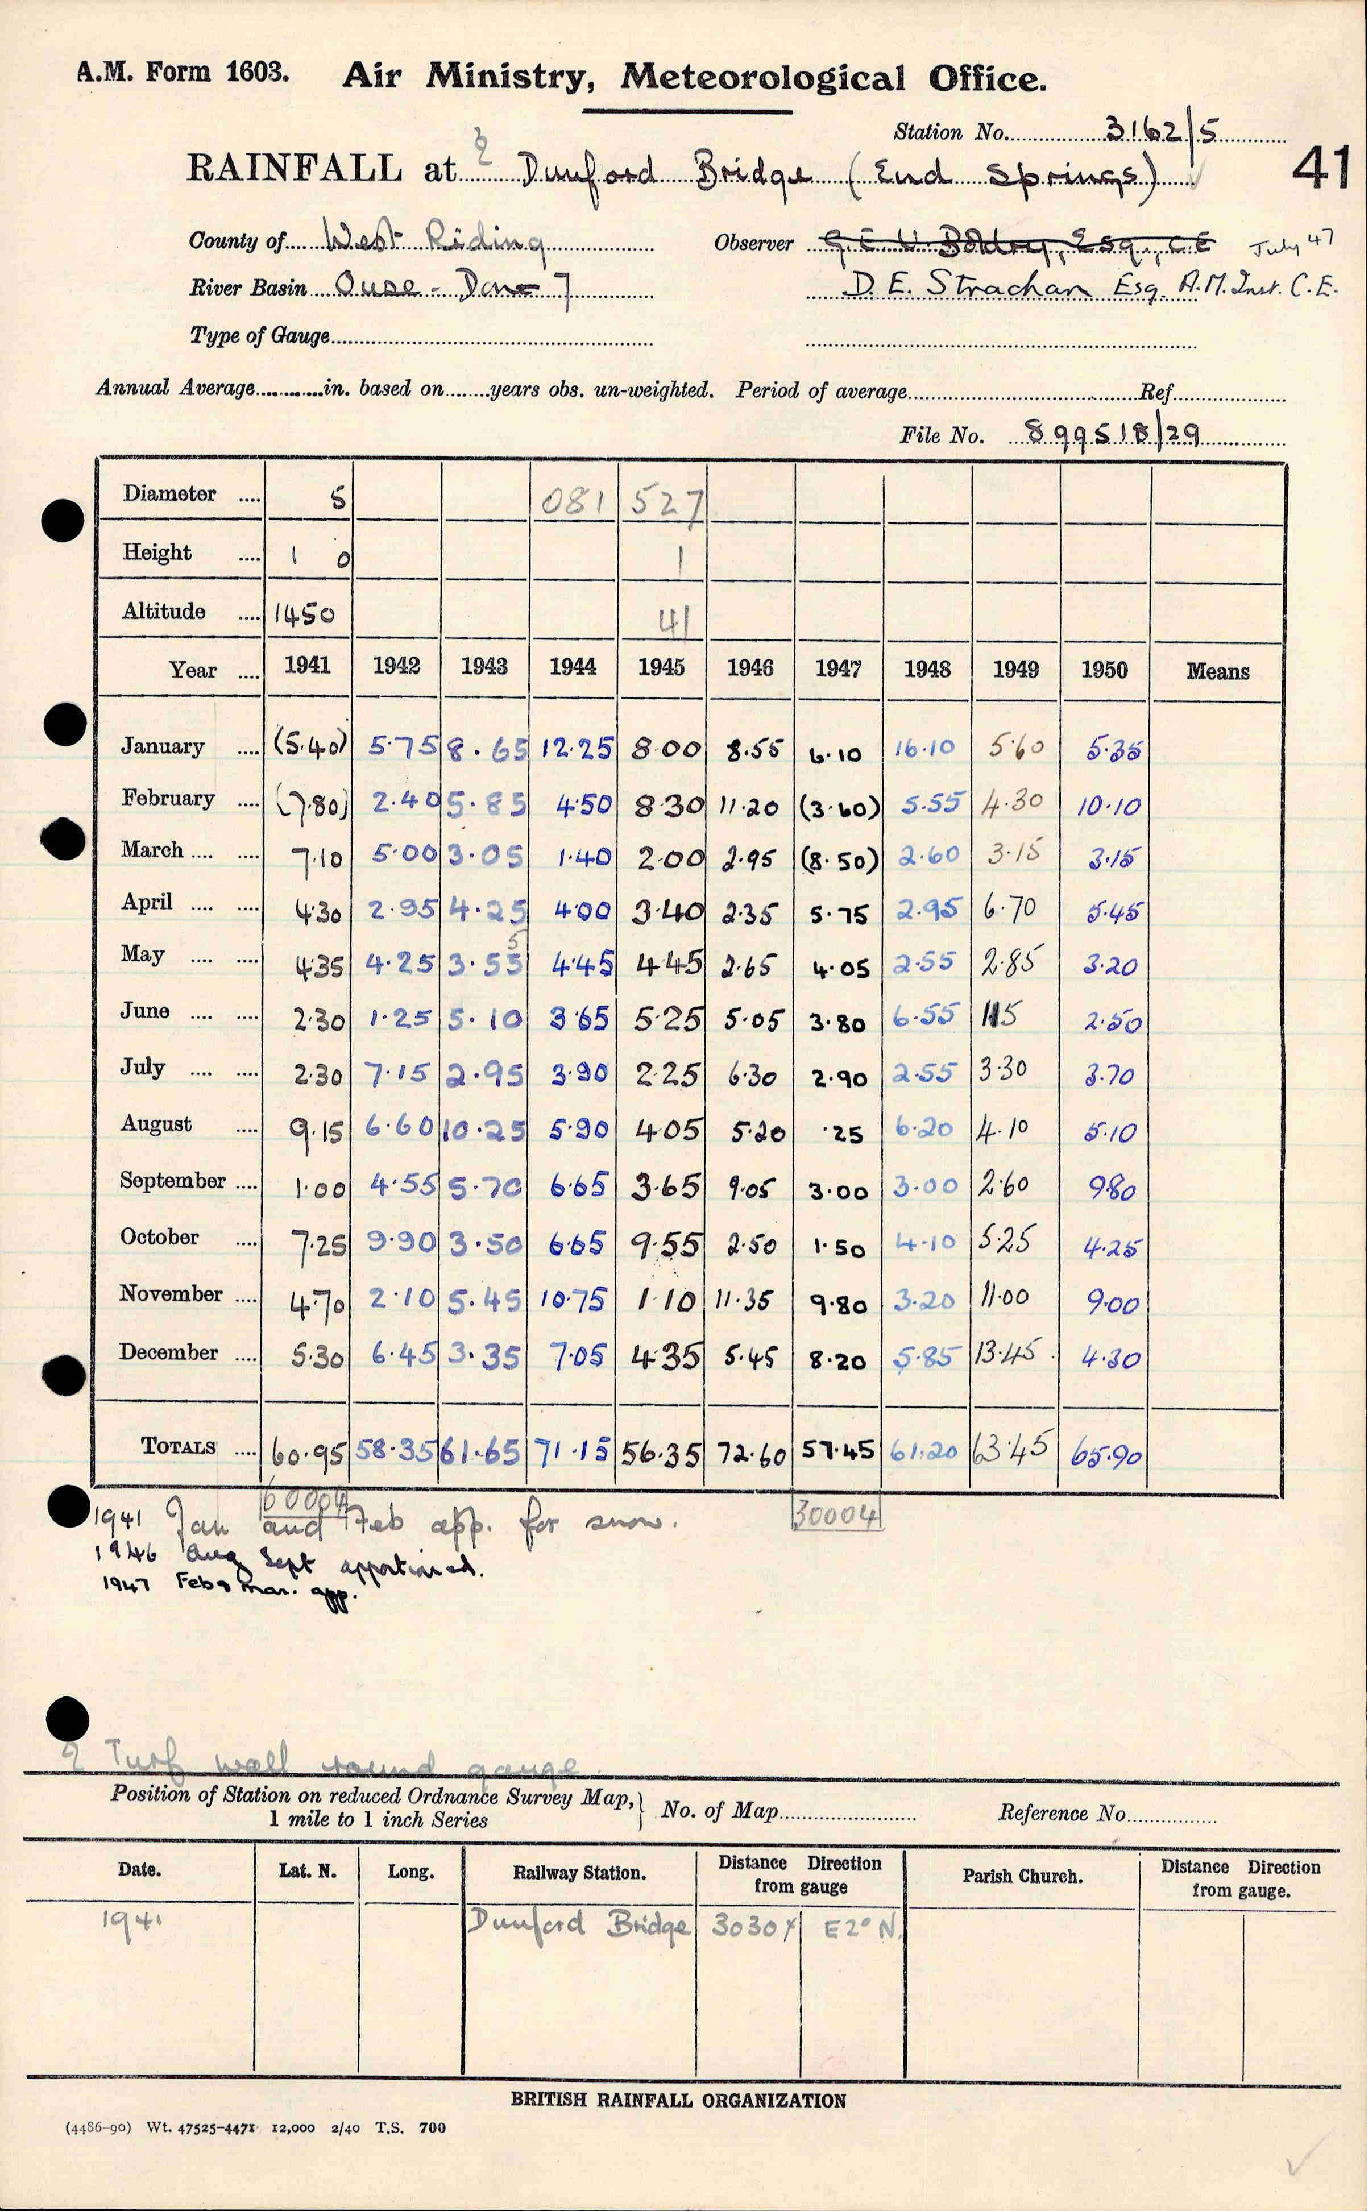 A.M. Form 1603. Air Ministry, Meteorological Office.
Station No. 3162/5
RAINFALL at Dunford Bridge (End Springs)
41
County of West Riding Observer G E U Boldry, Esq., C.E July 47
River Basin Ouse - Don 7 D. E. Strachan Esq. A.M.Inst. C.E.
Type of Gauge
Annual Average in. based on years obs. un-weighted. Period of average Ref
File No. 899518/29
Diameter .... 5 081 527
Height .... 1 0 1
Altitude .... 1450 41
Year .... 1941 1942 1943 1944 1945 1946 1947 1948 1949 1950 Means
January .... (5.40) 5.75 8.65 12.25 8.00 8.55 6.10 16.10 5.60 5.35
February .... (7.80) 2.40 5.85 4.50 8.30 11.20 (3.60) 5.55 4.30 10.10
March .... .... 7.10 5.00 3.05 1.40 2.00 2.95 (8.50) 2.60 3.15 3.15
April .... .... 4.30 2.95 4.25 4.00 3.40 2.35 5.75 2.95 6.70 5.45
May .... .... 4.35 4.25 3.55 4.45 4.45 2.65 4.05 2.55 2.85 3.20
June .... .... 2.30 1.25 5.10 3.65 5.25 5.05 3.80 6.55 1.15 2.50
July .... .... 2.30 7.15 2.95 3.90 2.25 6.30 2.90 2.55 3.30 3.70
August .... 9.15 6.60 10.25 5.90 4.05 5.20 .25 6.20 4.10 5.10
September .... 1.00 4.55 5.70 6.65 3.65 9.05 3.00 3.00 2.60 9.80
October .... 7.25 9.90 3.50 6.65 9.55 2.50 1.50 4.10 5.25 4.25
November .... 4.70 2.10 5.45 10.75 1.10 11.35 9.80 3.20 11.00 9.00
December .... 5.30 6.45 3.35 7.05 4.35 5.45 8.20 5.85 13.45 4.30
TOTALS .... 60.95 58.35 61.65 71.15 56.35 72.60 57.45 61.20 63.45 65.90
60004 30004
1941 Jan and Feb app. for snow.
1946 Aug Sept apportioned.
1947 Feb & Mar. app.
2 Turf wall round gauge
Position of Station on reduced Ordnance Survey Map, 1 mile to 1 inch Series } No. of Map Reference No.
Date. Lat. N. Long. Railway Station. Distance Direction from gauge Parish Church. Distance Direction from gauge.
1941 Dunford Bridge 3030 E 2° N.
BRITISH RAINFALL ORGANIZATION
(4486-90) Wt. 47525-4471 12,000 2/40 T.S. 700